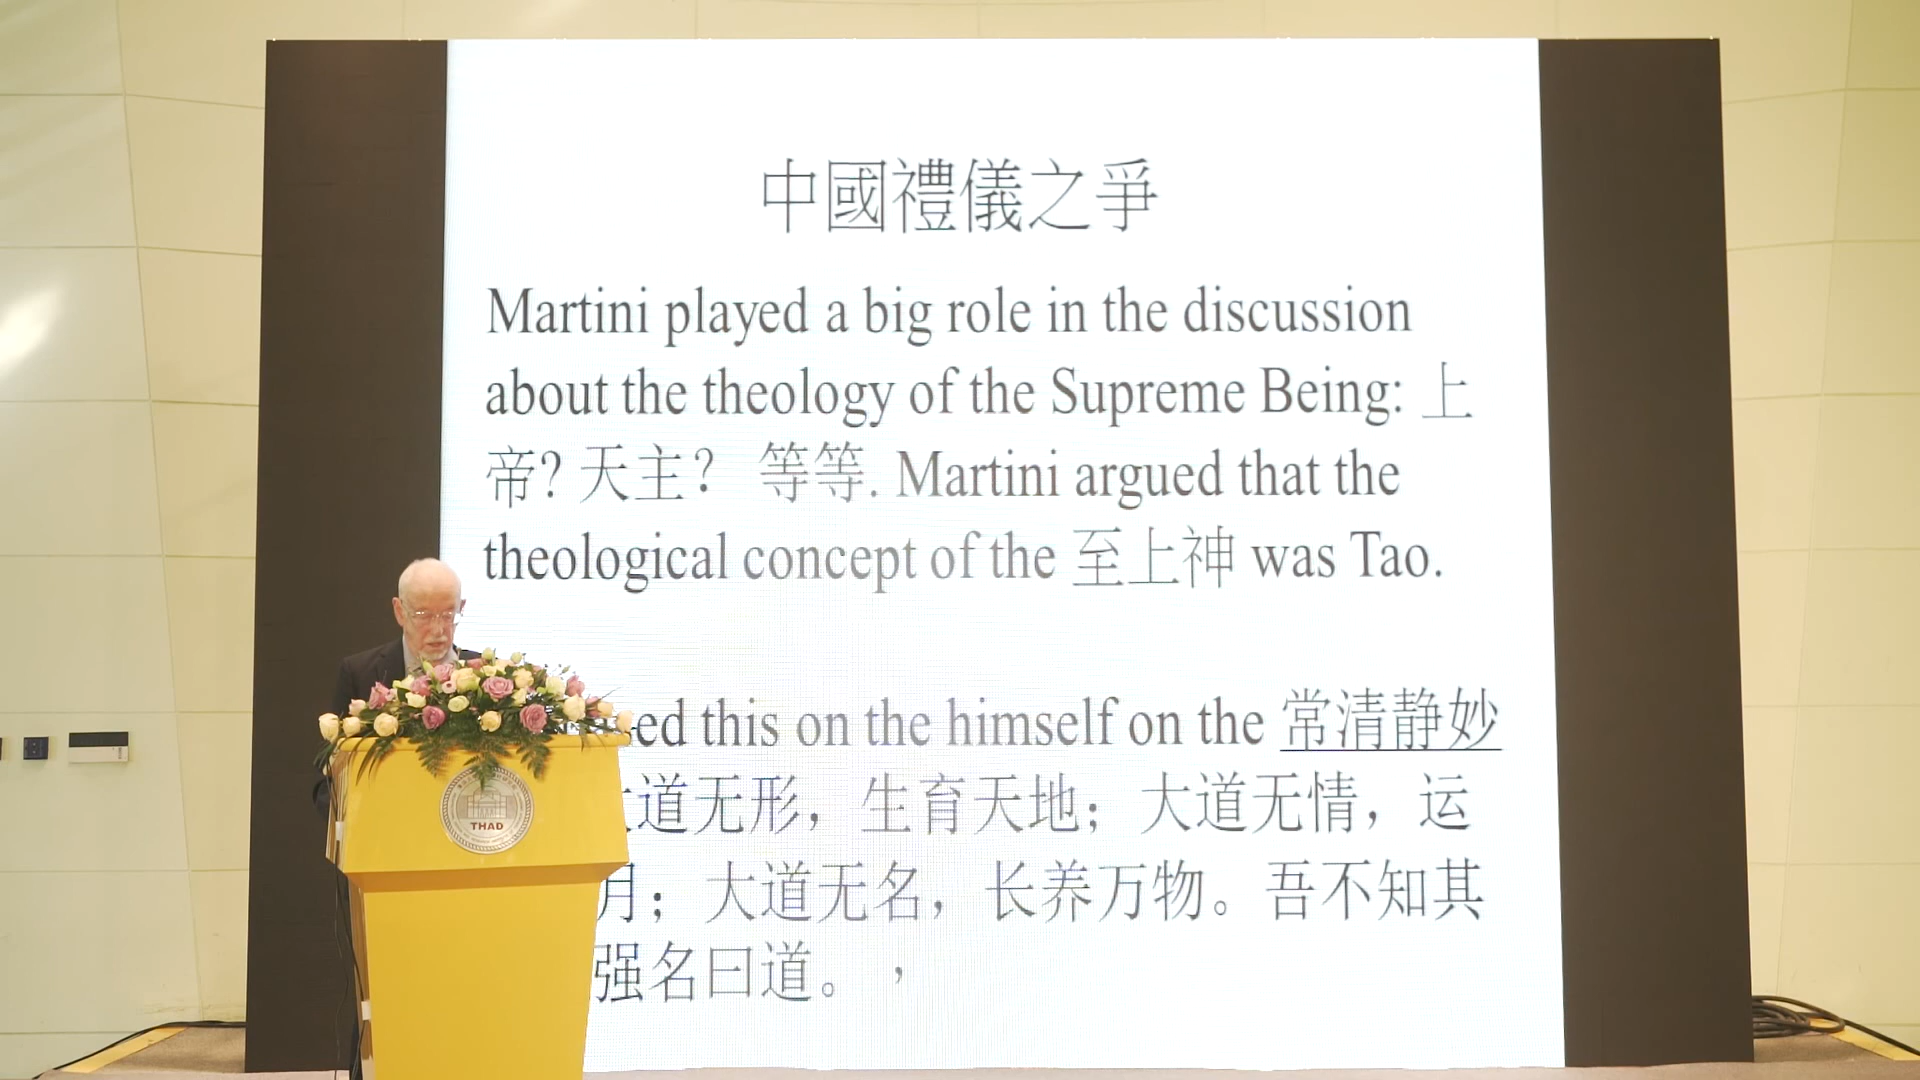 中國禮儀之爭
Martini played a big role in the discussion
about the theology of the Supreme Being: 上
帝? 天主? 等等. Martini argued that the
theological concept of the 至上神 was Tao.
this on the himself on the 常清静妙
道无形，生育天地；大道无情，运
月；大道无名，长养万物。吾不知其
强名曰道。 ，
THAD